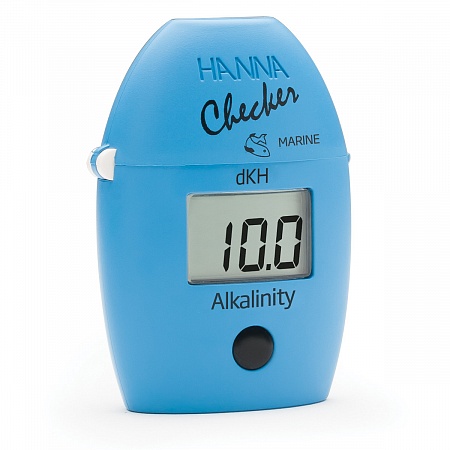 HANNA
Checker
MARINE
dKH
10.0
Alkalinity